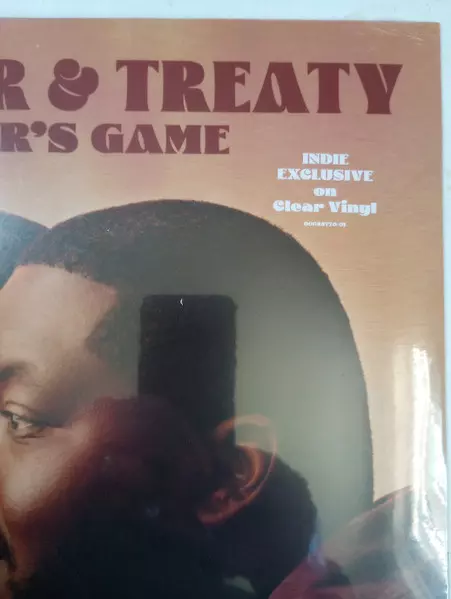 R & TREATY
R'S GAME
INDIE
EXCLUSIVE
on
Clear Vinyl